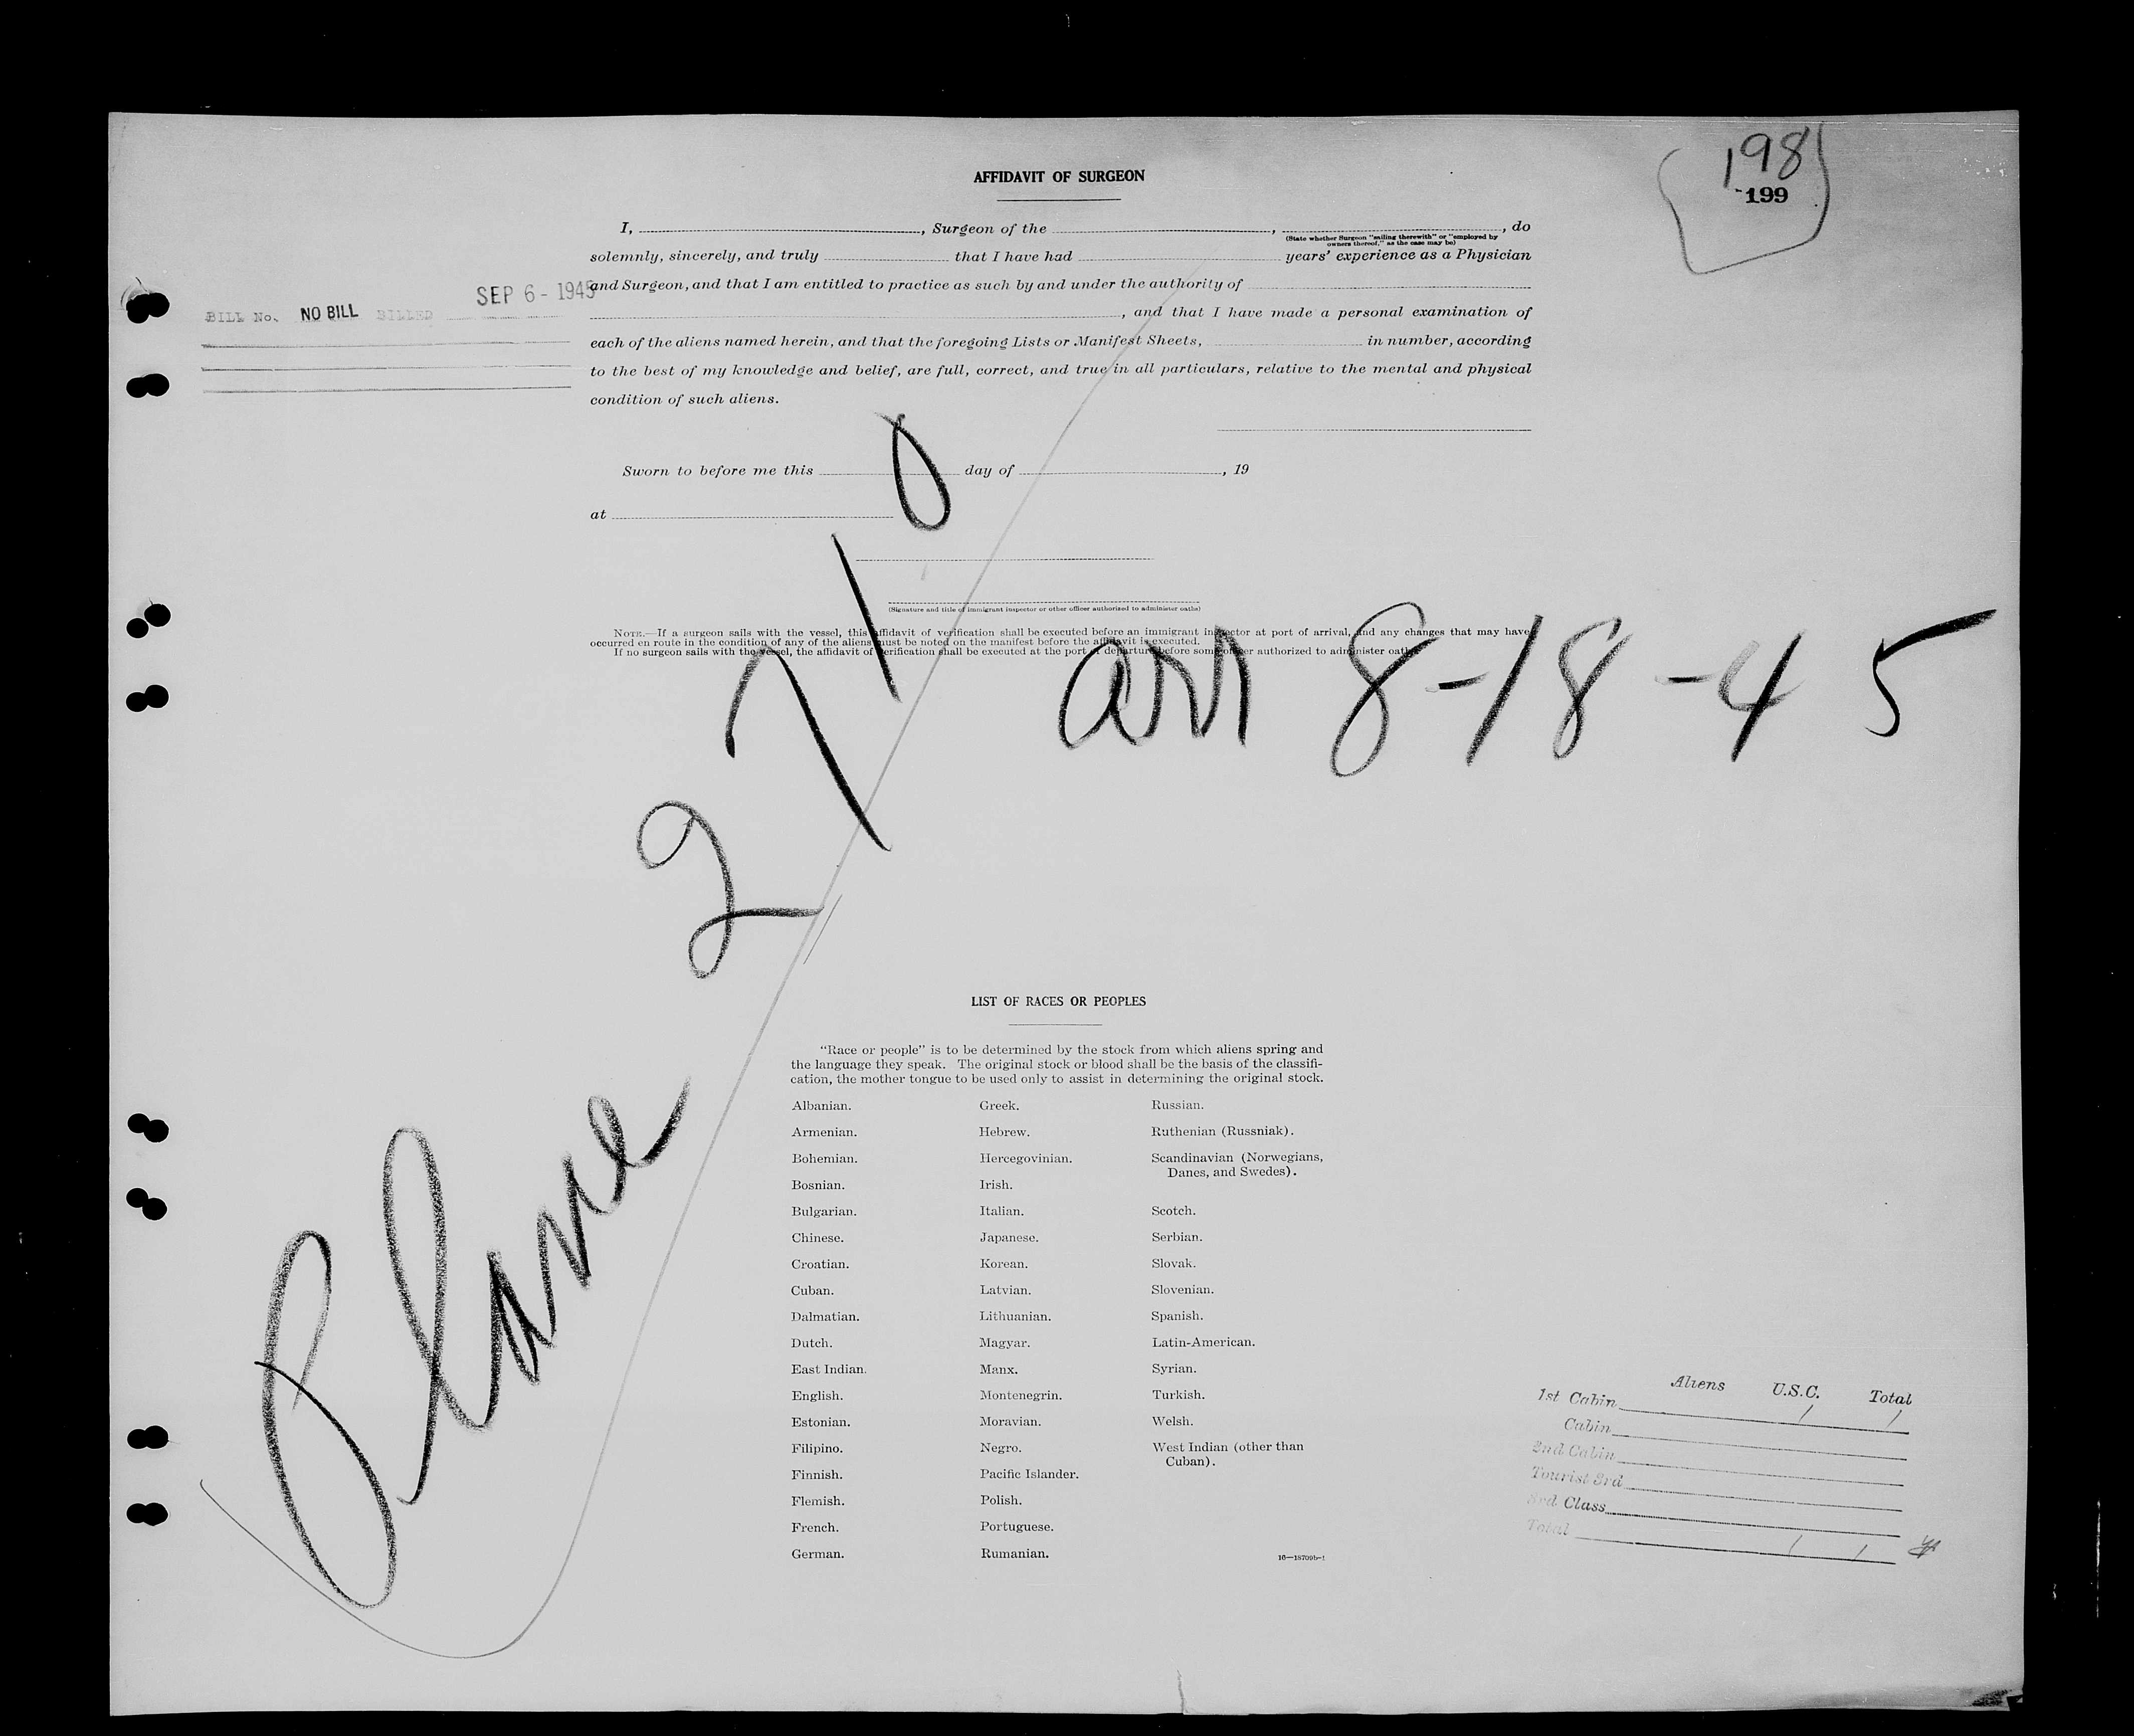 198
199
AFFIDAVIT OF SURGEON
I, , Surgeon of the , , do
(State whether Surgeon "sailing therewith" or "employed by
owners thereof," as the case may be)
solemnly, sincerely, and truly that I have had years' experience as a Physician
and Surgeon, and that I am entitled to practice as such by and under the authority of
, and that I have made a personal examination of
each of the aliens named herein, and that the foregoing Lists or Manifest Sheets, in number, according
to the best of my knowledge and belief, are full, correct, and true in all particulars, relative to the mental and physical
condition of such aliens.
SEP 6 - 1945
BILL No. NO BILL BILLED
Sworn to before me this day of , 19
at
(Signature and title of immigrant inspector or other officer authorized to administer oaths)
NOTE.—If a surgeon sails with the vessel, this affidavit of verification shall be executed before an immigrant inspector at port of arrival, and any changes that may have
occurred en route in the condition of any of the aliens must be noted on the manifest before the affidavit is executed.
If no surgeon sails with the vessel, the affidavit of verification shall be executed at the port of departure before some officer authorized to administer oaths.
Plane 2710
arr 8-18-45
LIST OF RACES OR PEOPLES
"Race or people" is to be determined by the stock from which aliens spring and
the language they speak. The original stock or blood shall be the basis of the classifi-
cation, the mother tongue to be used only to assist in determining the original stock.
Albanian.
Armenian.
Bohemian.
Bosnian.
Bulgarian.
Chinese.
Croatian.
Cuban.
Dalmatian.
Dutch.
East Indian.
English.
Estonian.
Filipino.
Finnish.
Flemish.
French.
German.
Greek.
Hebrew.
Hercegovinian.
Irish.
Italian.
Japanese.
Korean.
Latvian.
Lithuanian.
Magyar.
Manx.
Montenegrin.
Moravian.
Negro.
Pacific Islander.
Polish.
Portuguese.
Rumanian.
Russian.
Ruthenian (Russniak).
Scandinavian (Norwegians,
Danes, and Swedes).
Scotch.
Serbian.
Slovak.
Slovenian.
Spanish.
Latin-American.
Syrian.
Turkish.
Welsh.
West Indian (other than
Cuban).
16—18709b-1
Aliens U.S.C. Total
1st Cabin / /
Cabin
2nd Cabin
Tourist 3rd
3rd Class
Total / /